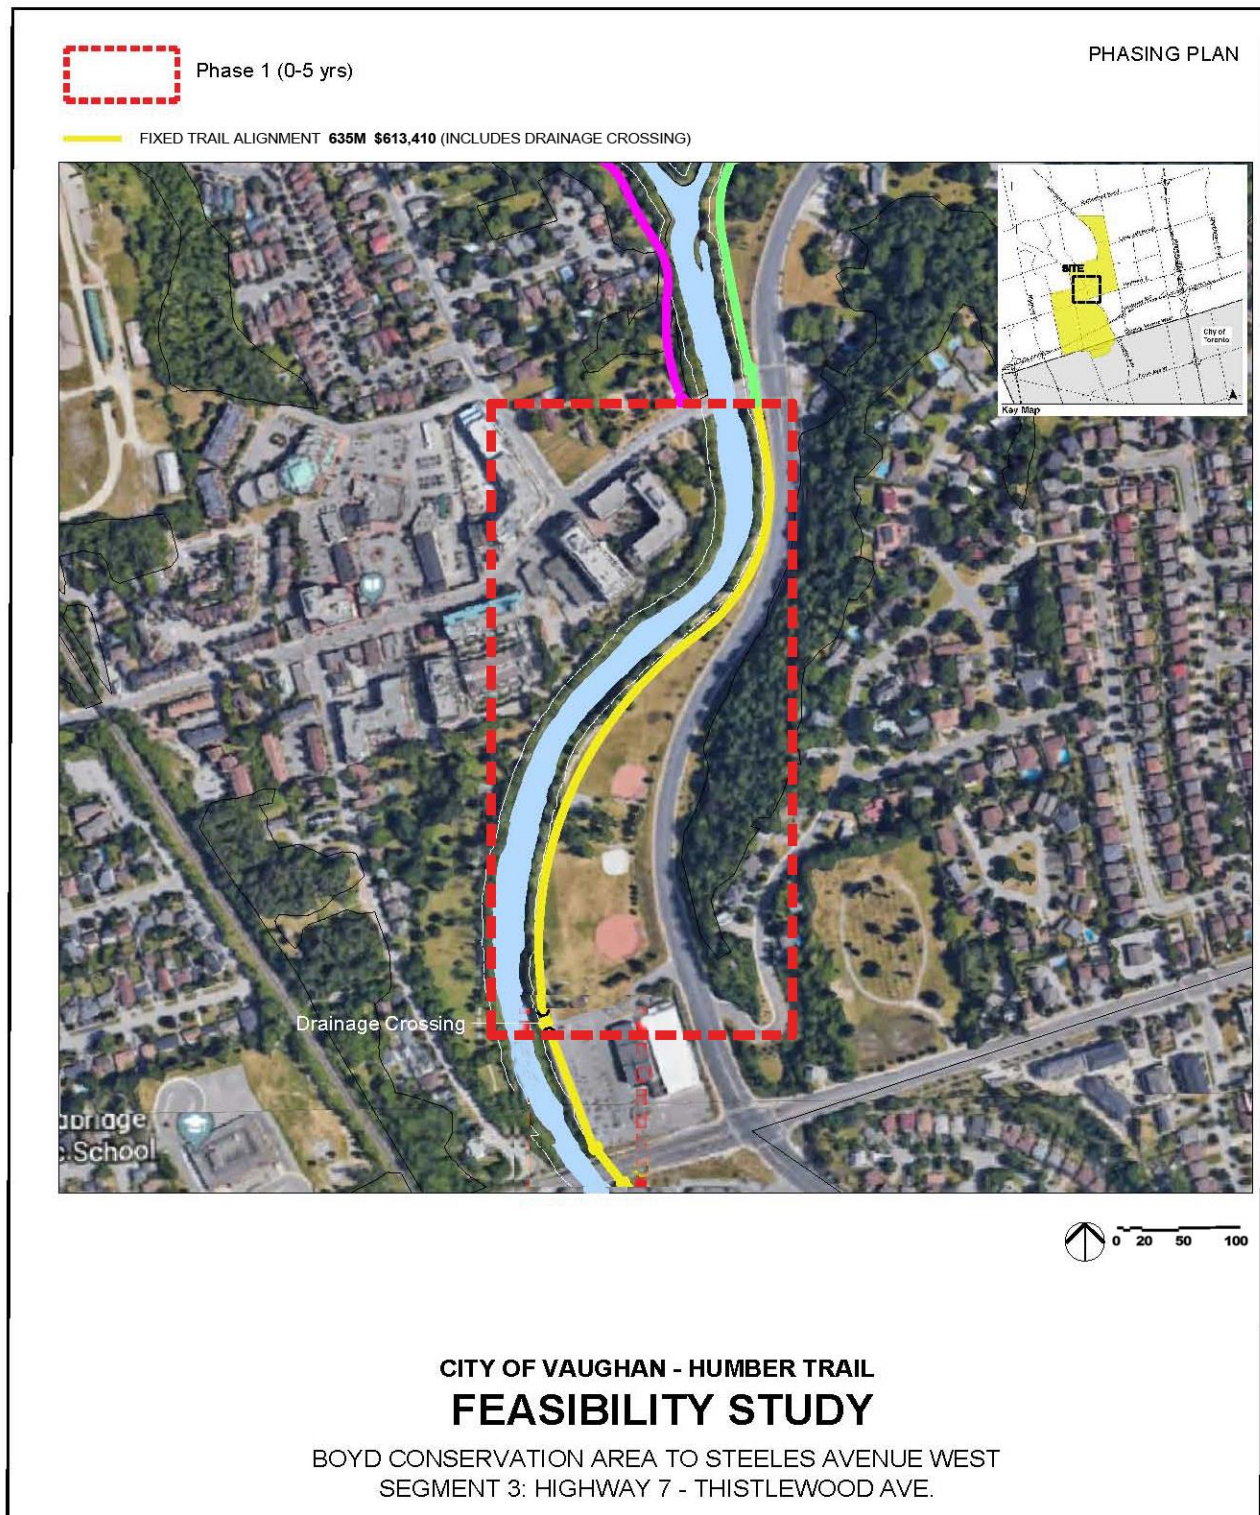 PHASING PLAN
Phase 1 (0-5 yrs)
FIXED TRAIL ALIGNMENT 635M $613,410 (INCLUDES DRAINAGE CROSSING)
SITE
City of
Toronto
Key Map
Drainage Crossing
School
0 20 50 100
CITY OF VAUGHAN - HUMBER TRAIL
FEASIBILITY STUDY
BOYD CONSERVATION AREA TO STEELES AVENUE WEST
SEGMENT 3: HIGHWAY 7 - THISTLEWOOD AVE.